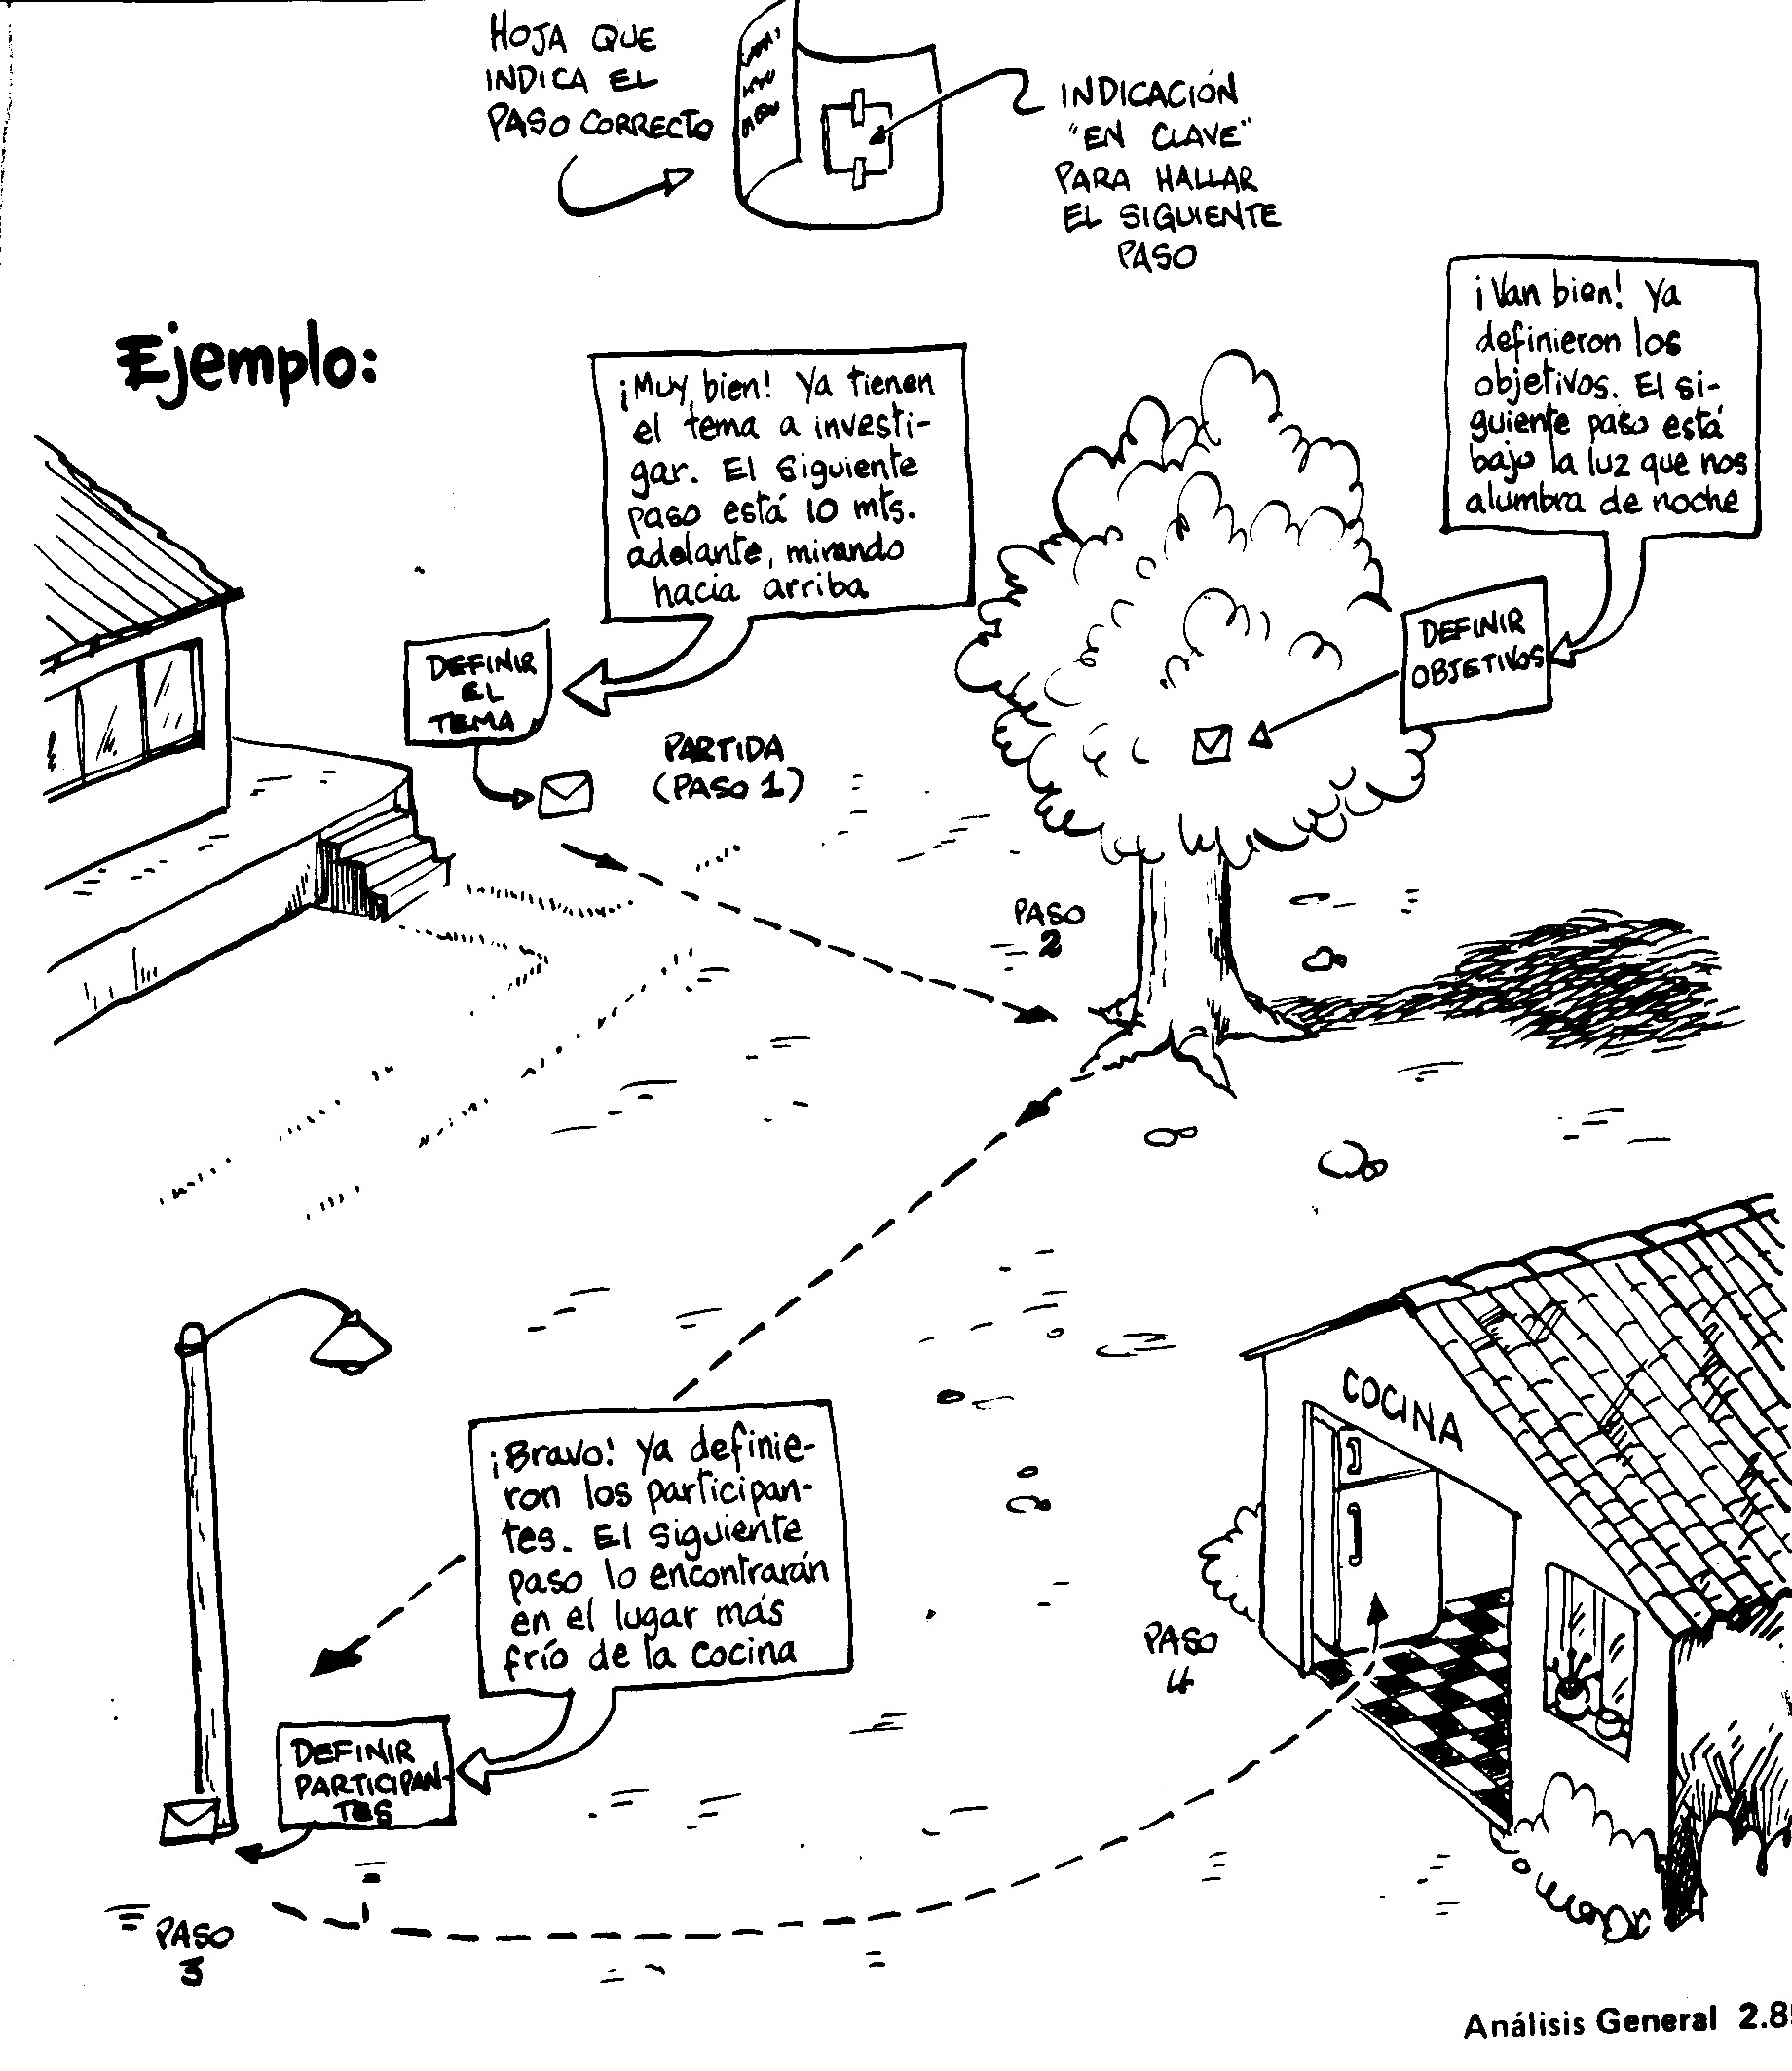 HOJA QUE
INDICA EL
PASO CORRECTO
INDICACIÓN
"EN CLAVE"
PARA HALLAR
EL SIGUIENTE
PASO
Ejemplo:
¡Muy bien! Ya tienen
el tema a investi-
gar. El siguiente
paso está 10 mts.
adelante, mirando
hacia arriba
¡Van bien! Ya
definieron los
objetivos. El si-
guiente paso está
bajo la luz que nos
alumbra de noche
DEFINIR
EL
TEMA
PARTIDA
(PASO 1)
DEFINIR
OBJETIVOS
PASO
2
¡Bravo! Ya definie-
ron los participan-
tes. El siguiente
paso lo encontrarán
en el lugar más
frío de la cocina
COCINA
DEFINIR
PARTICIPAN-
TES
PASO
3
PASO
4
Análisis General 2.8